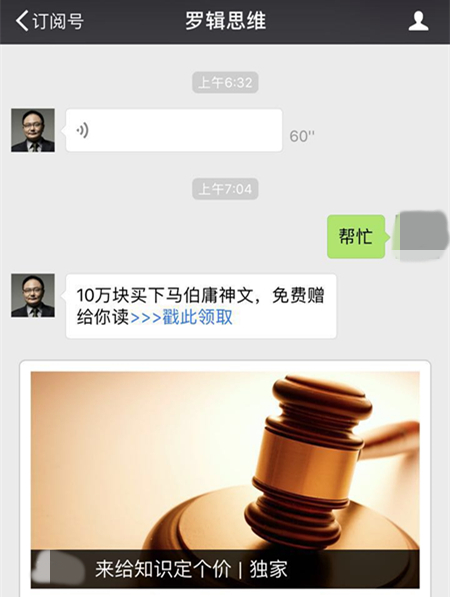 订阅号
罗辑思维
上午6:32
60''
上午7:04
帮忙
10万块买下马伯庸神文，免费赠
给你读>>>戳此领取
来给知识定个价 | 独家